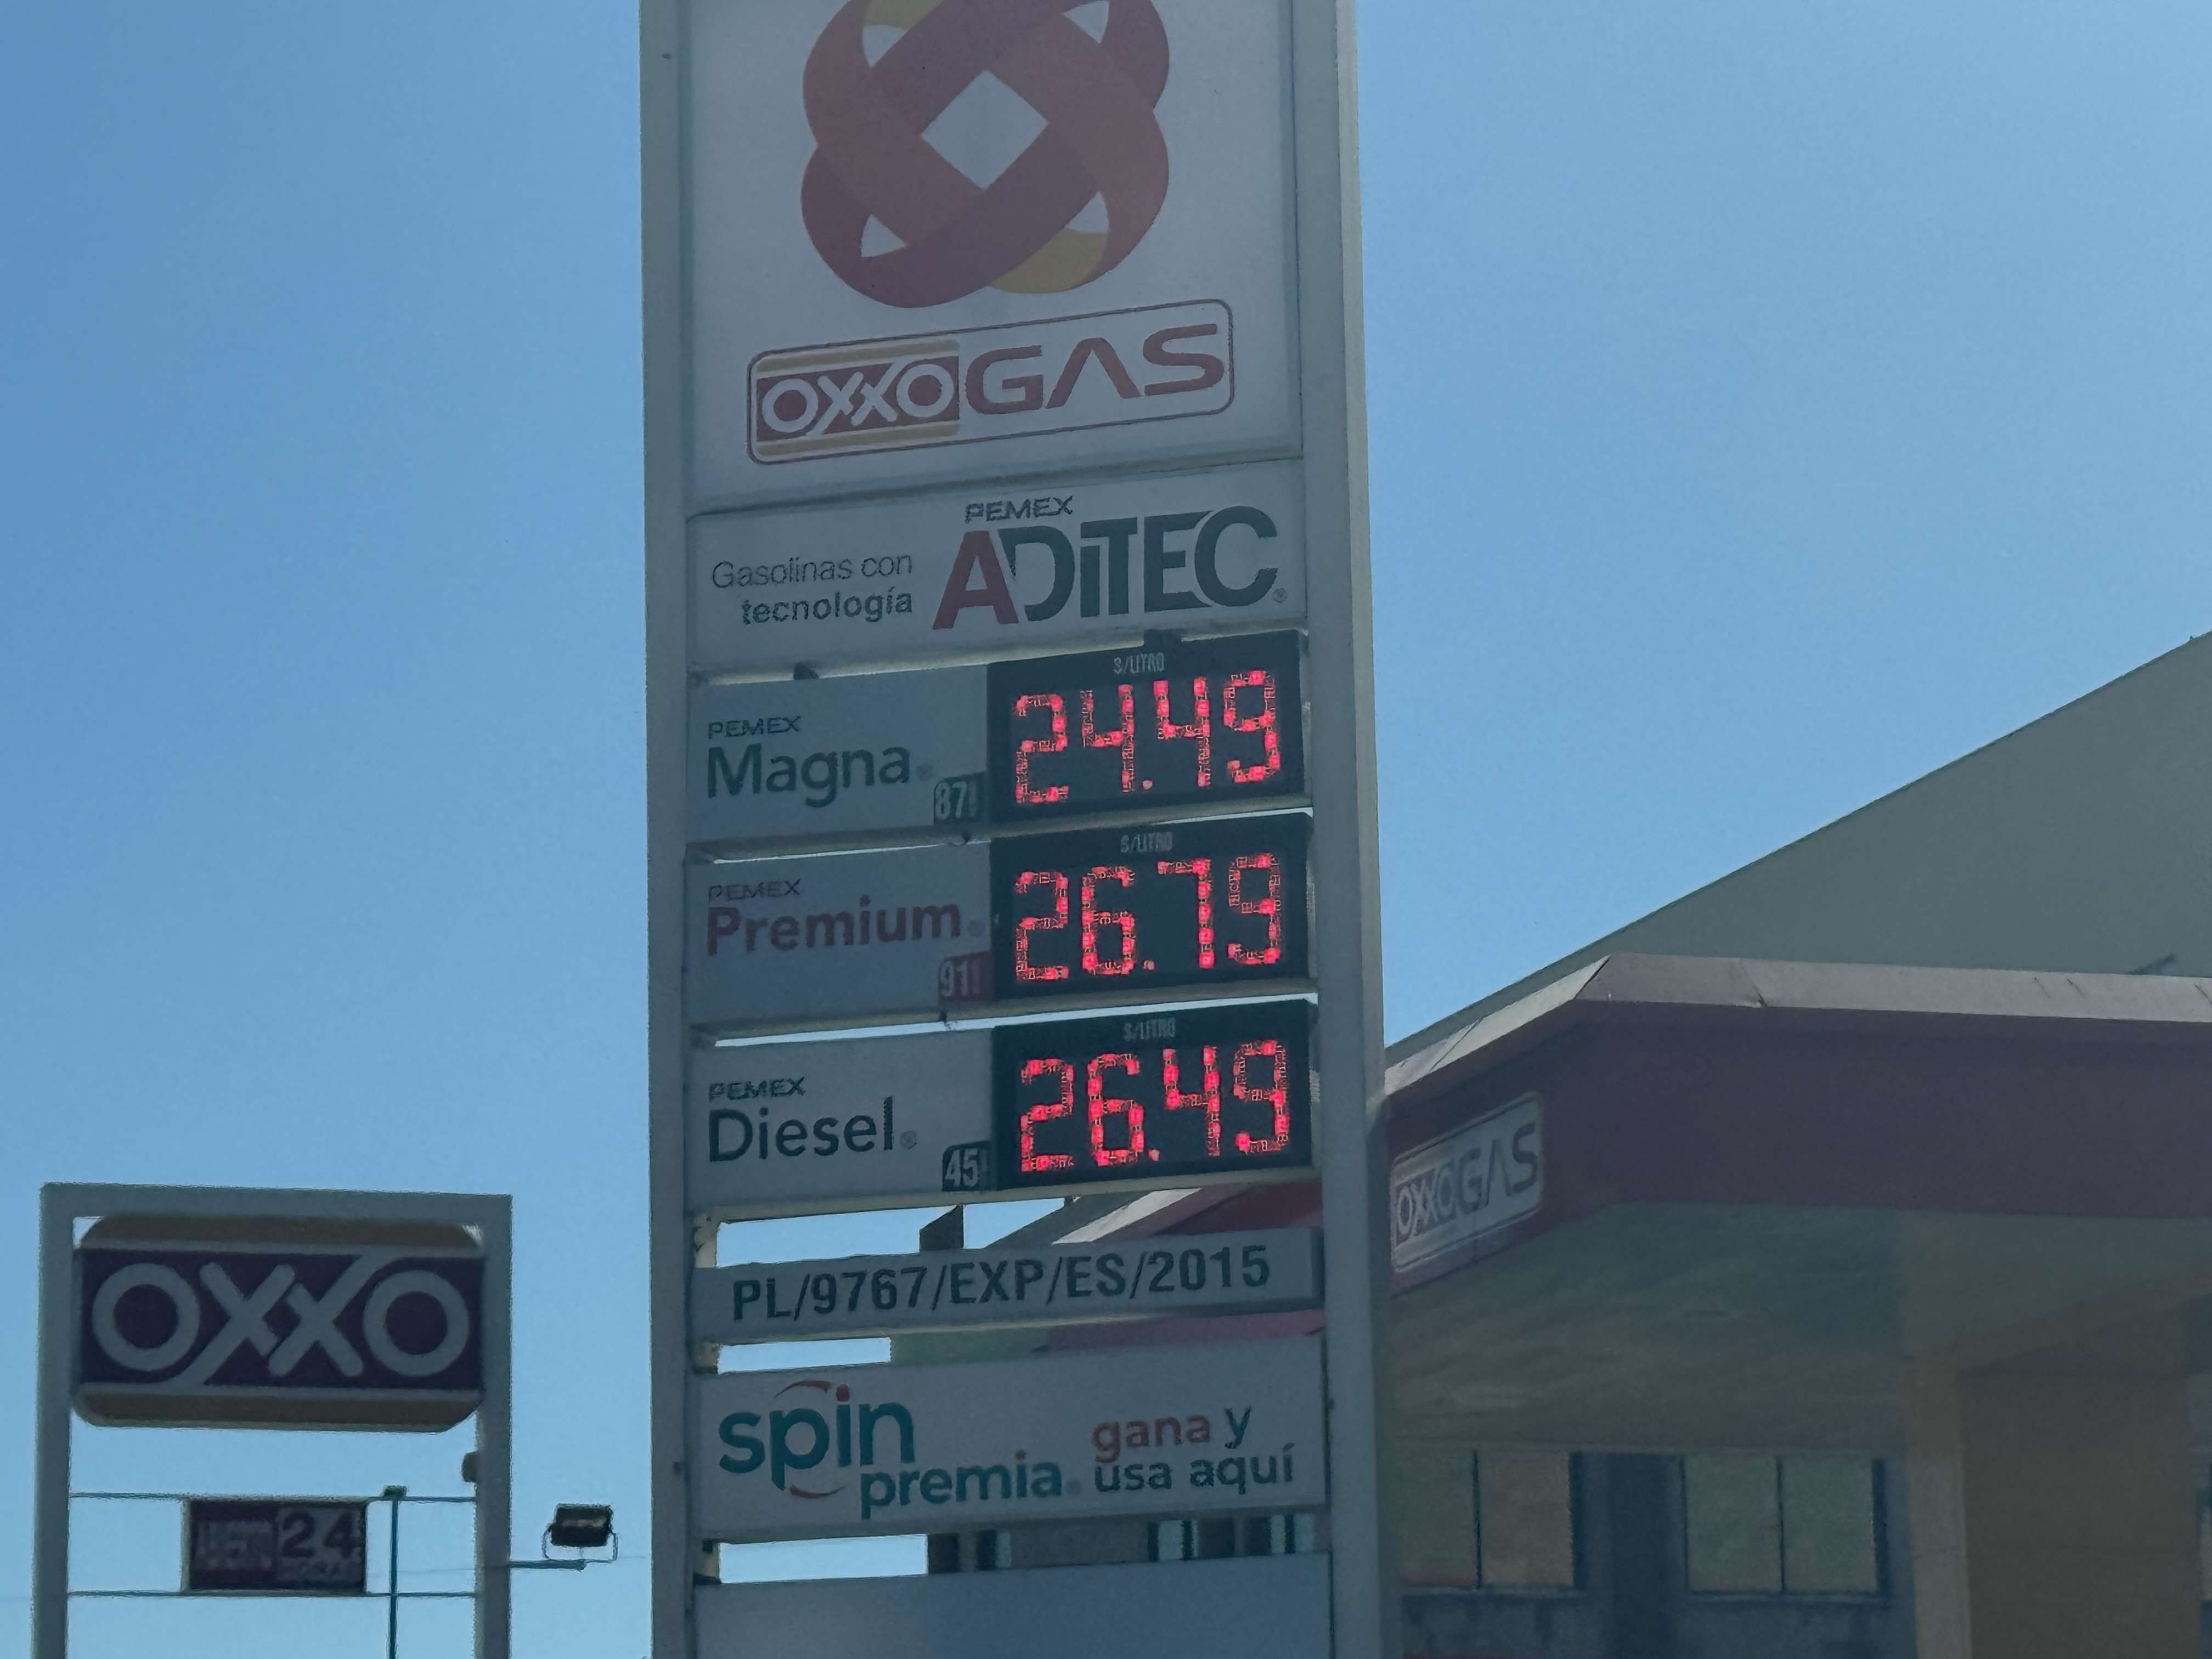 OXXO GAS
PEMEX
Gasolinas con
tecnología
ADiTEC
$/LITRO
PEMEX
Magna
87
24.49
$/LITRO
PEMEX
Premium
91
26.79
$/LITRO
PEMEX
Diesel
45
26.49
PL/9767/EXP/ES/2015
spin
premia
gana y
usa aquí
OXXO
24
OXXO GAS